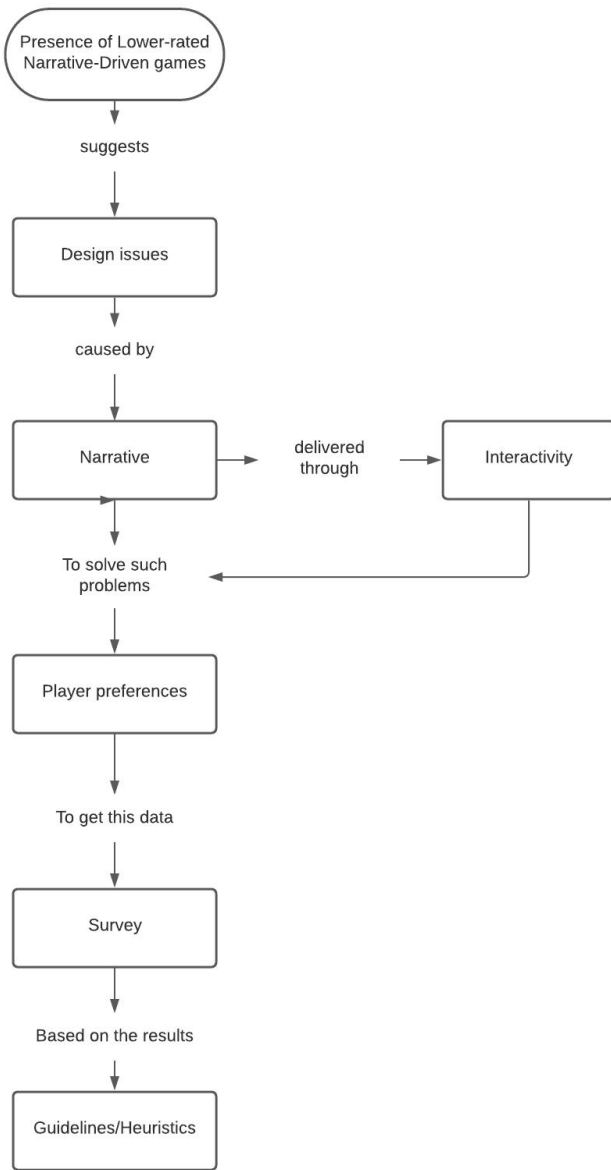 Presence of Lower-rated
Narrative-Driven games
suggests
Design issues
caused by
Narrative
delivered
through
Interactivity
To solve such
problems
Player preferences
To get this data
Survey
Based on the results
Guidelines/Heuristics